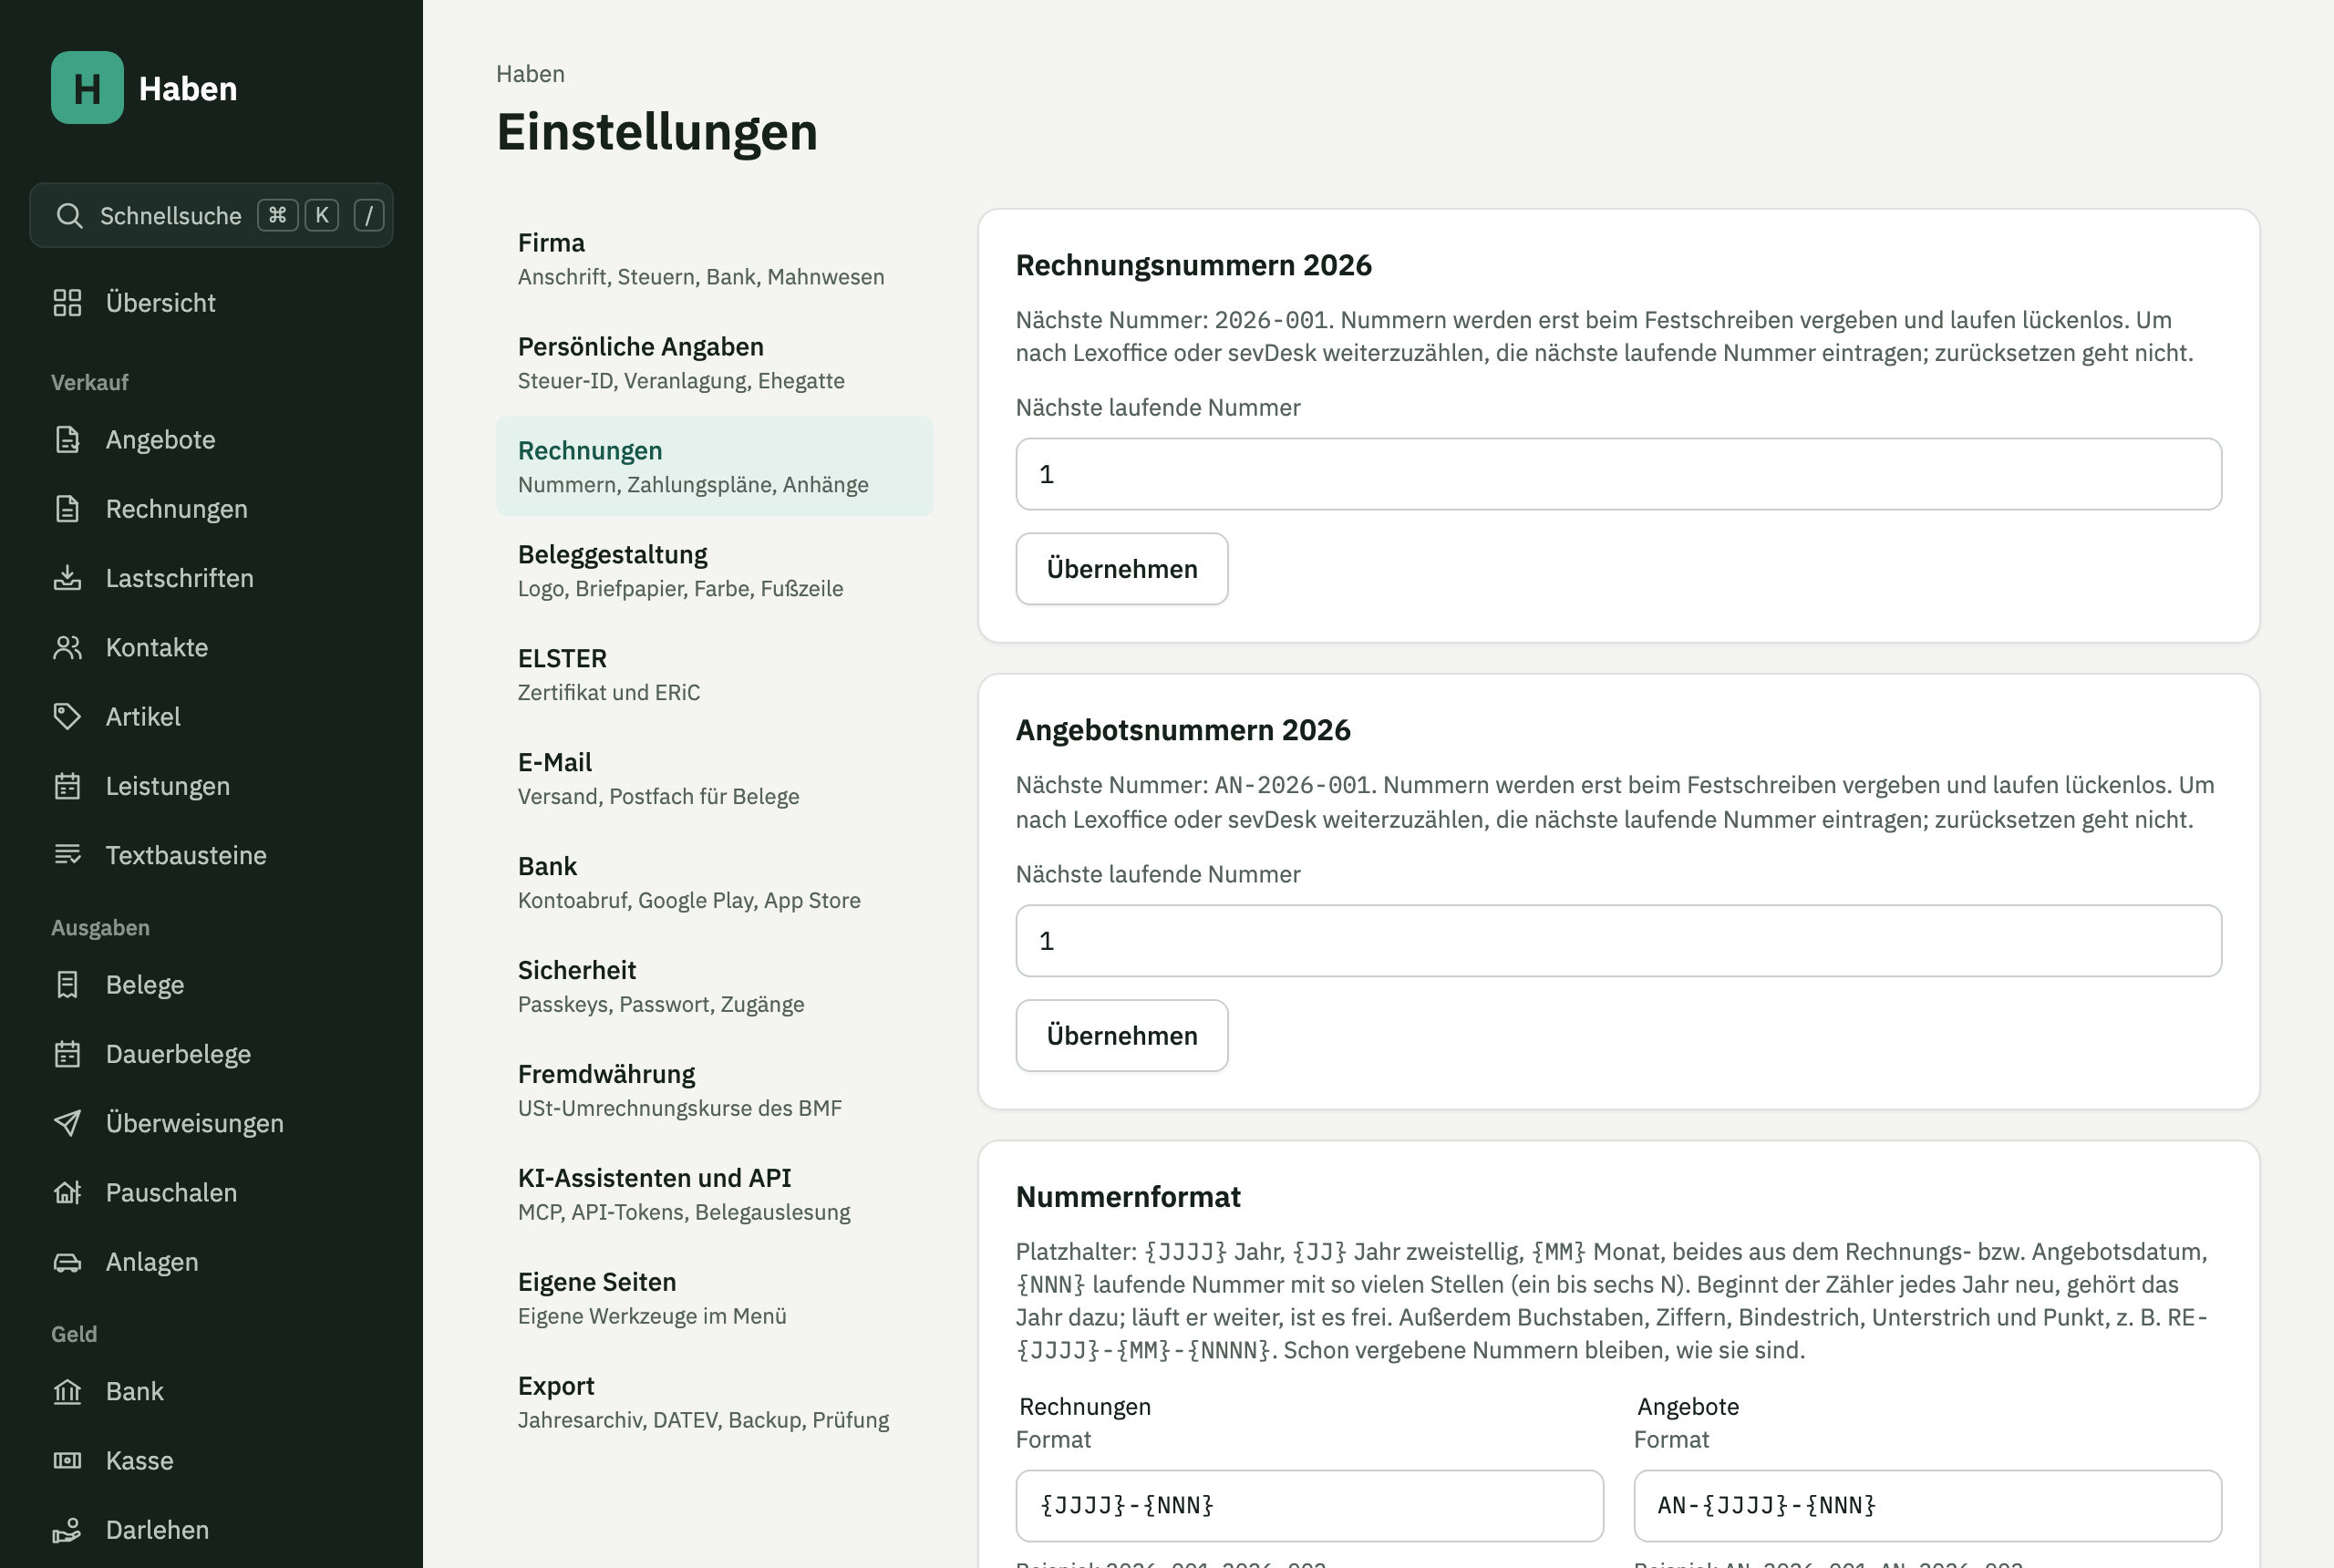 H
Haben
Schnellsuche ⌘ K /
Übersicht
Verkauf
Angebote
Rechnungen
Lastschriften
Kontakte
Artikel
Leistungen
Textbausteine
Ausgaben
Belege
Dauerbelege
Überweisungen
Pauschalen
Anlagen
Geld
Bank
Kasse
Darlehen
Haben
Einstellungen
Firma
Anschrift, Steuern, Bank, Mahnwesen
Persönliche Angaben
Steuer-ID, Veranlagung, Ehegatte
Rechnungen
Nummern, Zahlungspläne, Anhänge
Beleggestaltung
Logo, Briefpapier, Farbe, Fußzeile
ELSTER
Zertifikat und ERiC
E-Mail
Versand, Postfach für Belege
Bank
Kontoabruf, Google Play, App Store
Sicherheit
Passkeys, Passwort, Zugänge
Fremdwährung
USt-Umrechnungskurse des BMF
KI-Assistenten und API
MCP, API-Tokens, Belegauslesung
Eigene Seiten
Eigene Werkzeuge im Menü
Export
Jahresarchiv, DATEV, Backup, Prüfung
Rechnungsnummern 2026
Nächste Nummer: 2026-001. Nummern werden erst beim Festschreiben vergeben und laufen lückenlos. Um
nach Lexoffice oder sevDesk weiterzuzählen, die nächste laufende Nummer eintragen; zurücksetzen geht nicht.
Nächste laufende Nummer
1
Übernehmen
Angebotsnummern 2026
Nächste Nummer: AN-2026-001. Nummern werden erst beim Festschreiben vergeben und laufen lückenlos. Um
nach Lexoffice oder sevDesk weiterzuzählen, die nächste laufende Nummer eintragen; zurücksetzen geht nicht.
Nächste laufende Nummer
1
Übernehmen
Nummernformat
Platzhalter: {JJJJ} Jahr, {JJ} Jahr zweistellig, {MM} Monat, beides aus dem Rechnungs- bzw. Angebotsdatum,
{NNN} laufende Nummer mit so vielen Stellen (ein bis sechs N). Beginnt der Zähler jedes Jahr neu, gehört das
Jahr dazu; läuft er weiter, ist es frei. Außerdem Buchstaben, Ziffern, Bindestrich, Unterstrich und Punkt, z. B. RE-
{JJJJ}-{MM}-{NNNN}. Schon vergebene Nummern bleiben, wie sie sind.
Rechnungen
Format
{JJJJ}-{NNN}
Angebote
Format
AN-{JJJJ}-{NNN}